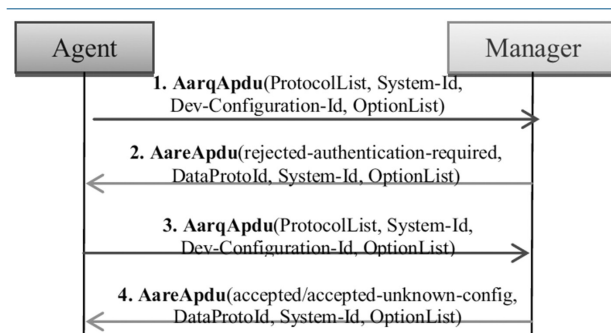 Agent
Manager
1. AarqApdu(ProtocolList, System-Id,
Dev-Configuration-Id, OptionList)
2. AareApdu(rejected-authentication-required,
DataProtoId, System-Id, OptionList)
3. AarqApdu(ProtocolList, System-Id,
Dev-Configuration-Id, OptionList)
4. AareApdu(accepted/accepted-unknown-config,
DataProtoId, System-Id, OptionList)